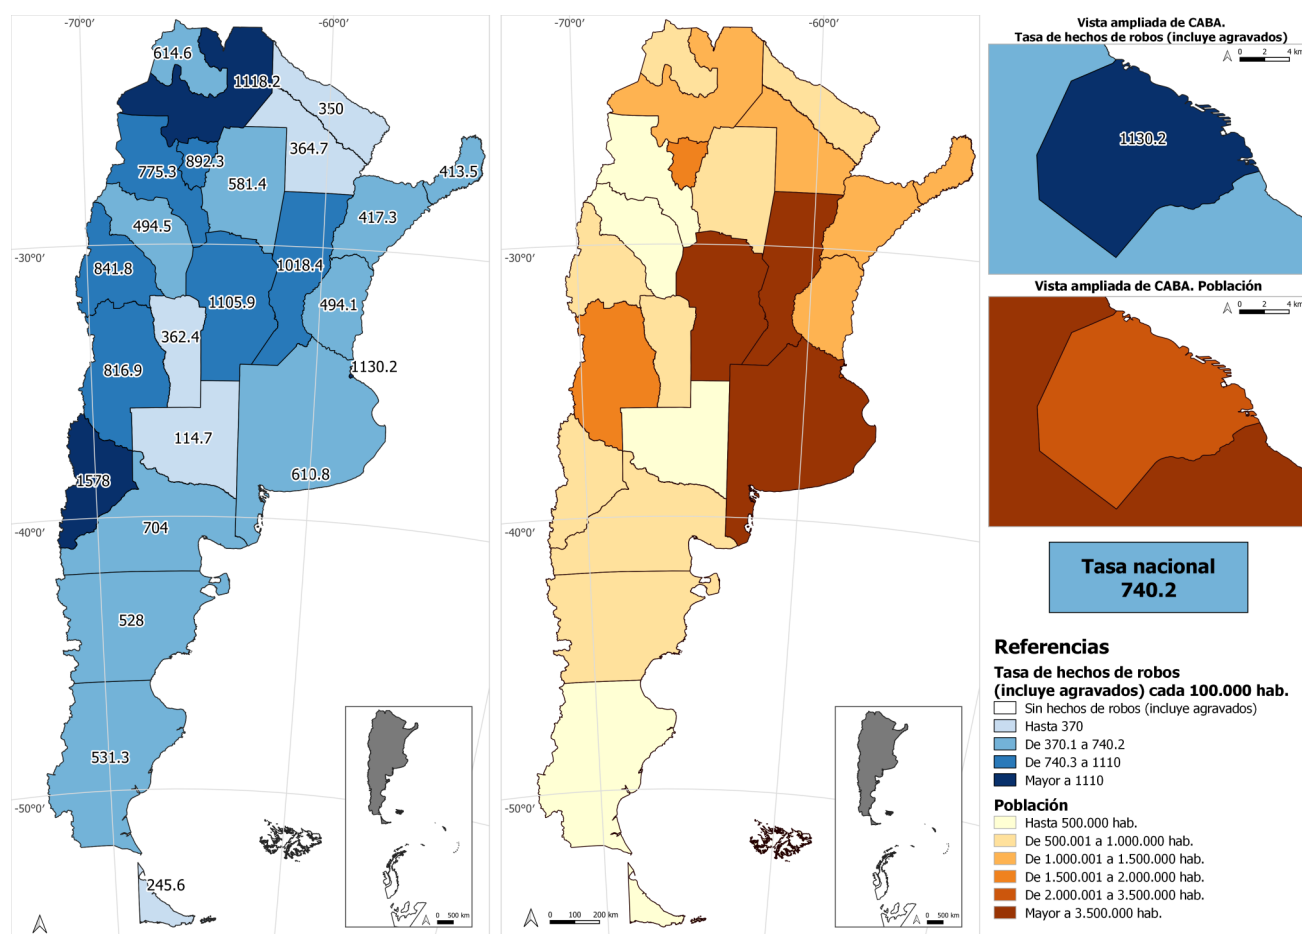 -70°0′
-60°0′
-30°0′
-40°0′
-50°0′
614.6
1118.2
350
364.7
775.3
892.3
581.4
413.5
417.3
494.5
841.8
1018.4
1105.9
494.1
362.4
816.9
1130.2
114.7
610.8
1578
704
528
531.3
245.6
0 500 km
-70°0′
-60°0′
-30°0′
-40°0′
-50°0′
0 100 200 km
0 500 km
Vista ampliada de CABA.
Tasa de hechos de robos (incluye agravados)
0 2 4 km
1130.2
Vista ampliada de CABA. Población
0 2 4 km
Tasa nacional
740.2
Referencias
Tasa de hechos de robos
(incluye agravados) cada 100.000 hab.
Sin hechos de robos (incluye agravados)
Hasta 370
De 370.1 a 740.2
De 740.3 a 1110
Mayor a 1110
Población
Hasta 500.000 hab.
De 500.001 a 1.000.000 hab.
De 1.000.001 a 1.500.000 hab.
De 1.500.001 a 2.000.000 hab.
De 2.000.001 a 3.500.000 hab.
Mayor a 3.500.000 hab.